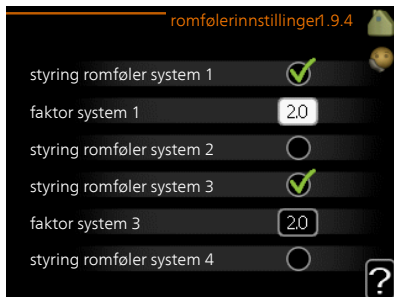 romfølerinnstillinger1.9.4
styring romføler system 1
faktor system 1 2.0
styring romføler system 2
styring romføler system 3
faktor system 3 2.0
styring romføler system 4
?